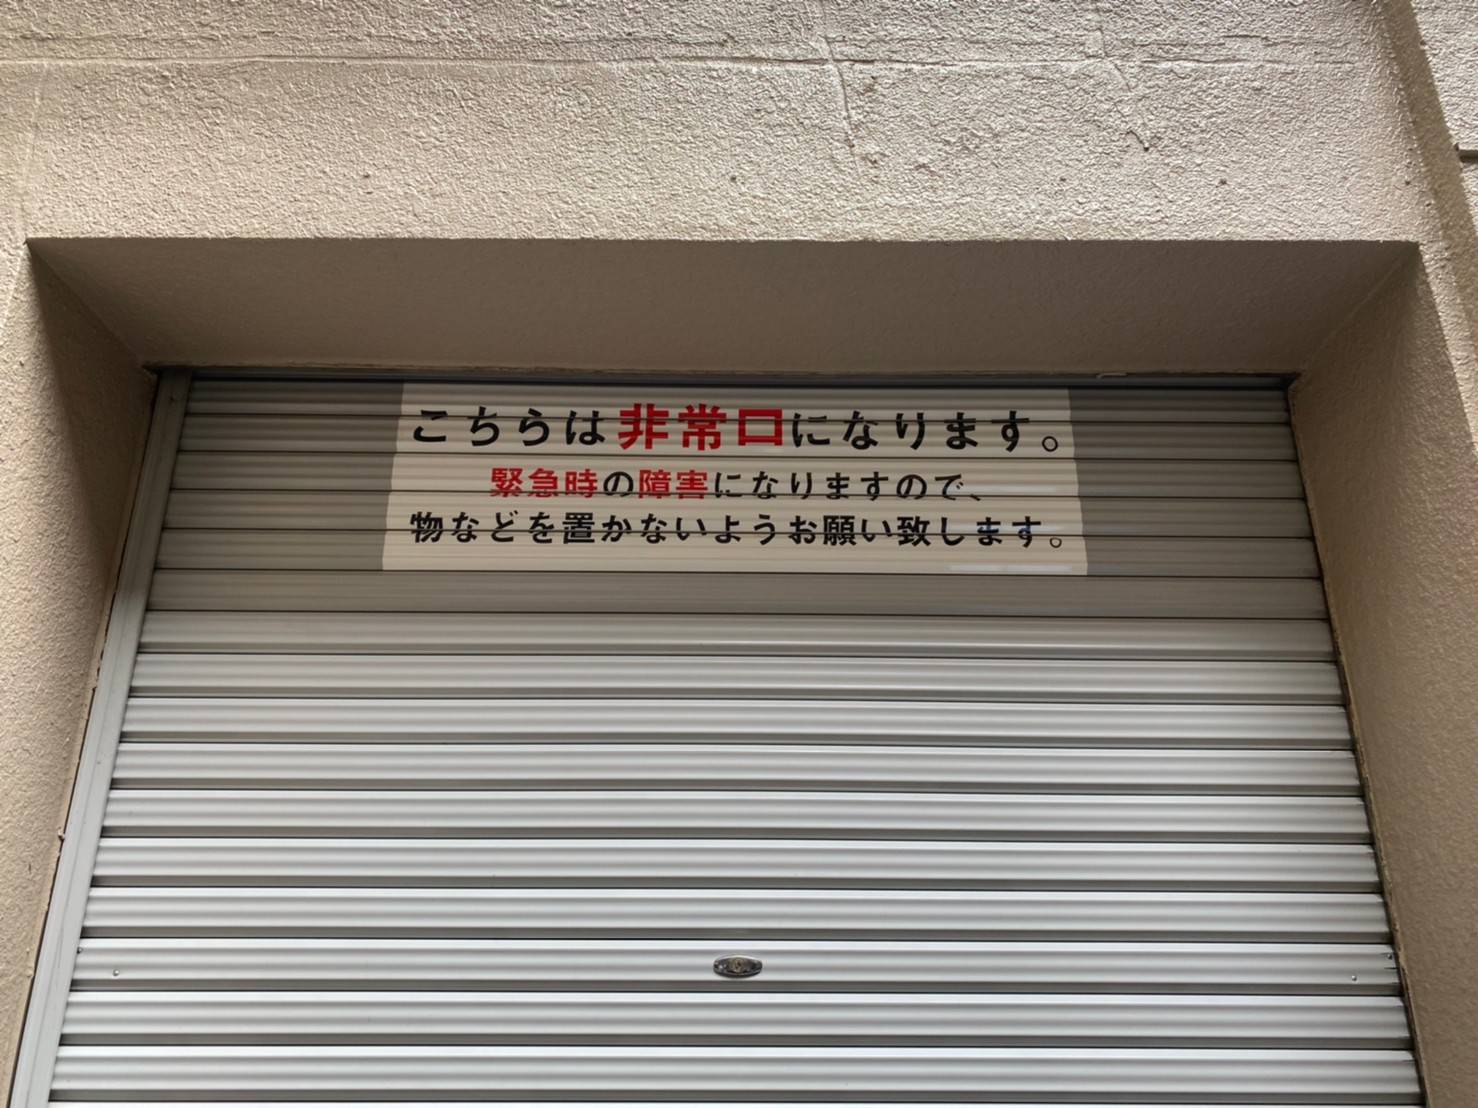 こちらは非常口になります。
緊急時の障害になりますので、
物などを置かないようお願い致します。